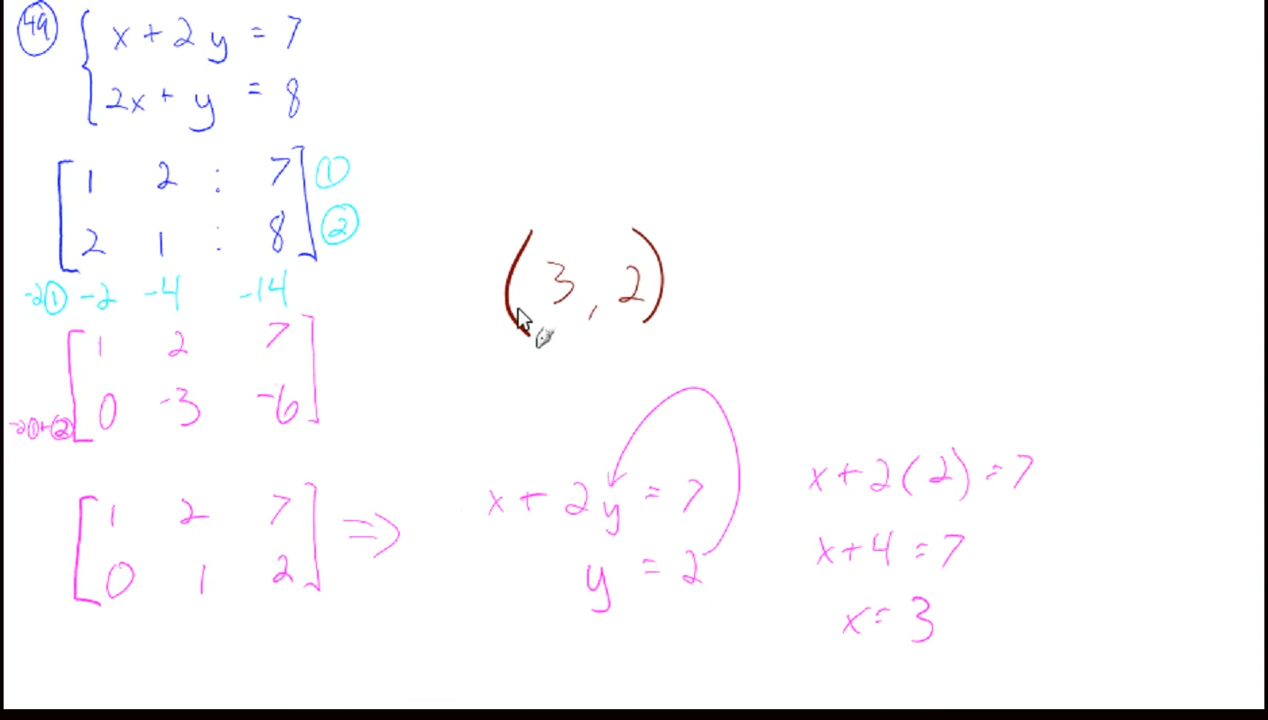 49
x + 2y = 7
2x + y = 8
[ 1 2 : 7 ] ①
[ 2 1 : 8 ] ②
-2① -2 -4 -14
[ 1 2 7 ]
-2①+② [ 0 -3 -6 ]
[ 1 2 7 ]
[ 0 1 2 ] ⇒
x + 2y = 7
y = 2
x + 2(2) = 7
x + 4 = 7
x = 3
(3, 2)